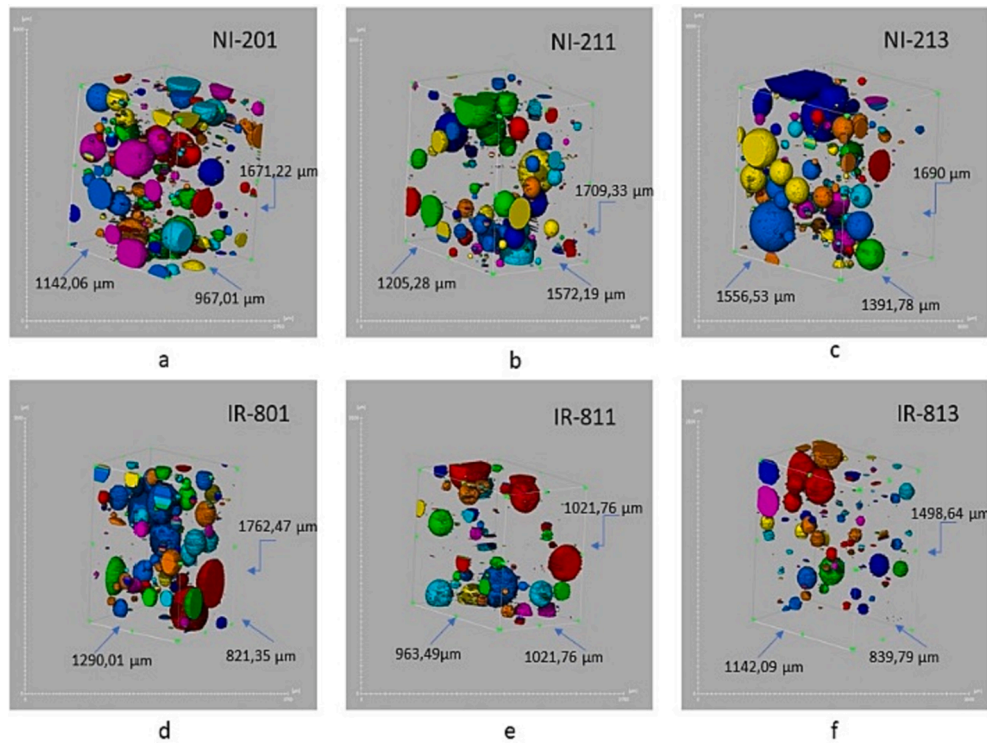 NI-201
1671,22 µm
1142,06 µm
967,01 µm
a
NI-211
1709,33 µm
1205,28 µm
1572,19 µm
b
NI-213
1690 µm
1556,53 µm
1391,78 µm
c
IR-801
1762,47 µm
1290,01 µm
821,35 µm
d
IR-811
1021,76 µm
963,49µm
1021,76 µm
e
IR-813
1498,64 µm
1142,09 µm
839,79 µm
f